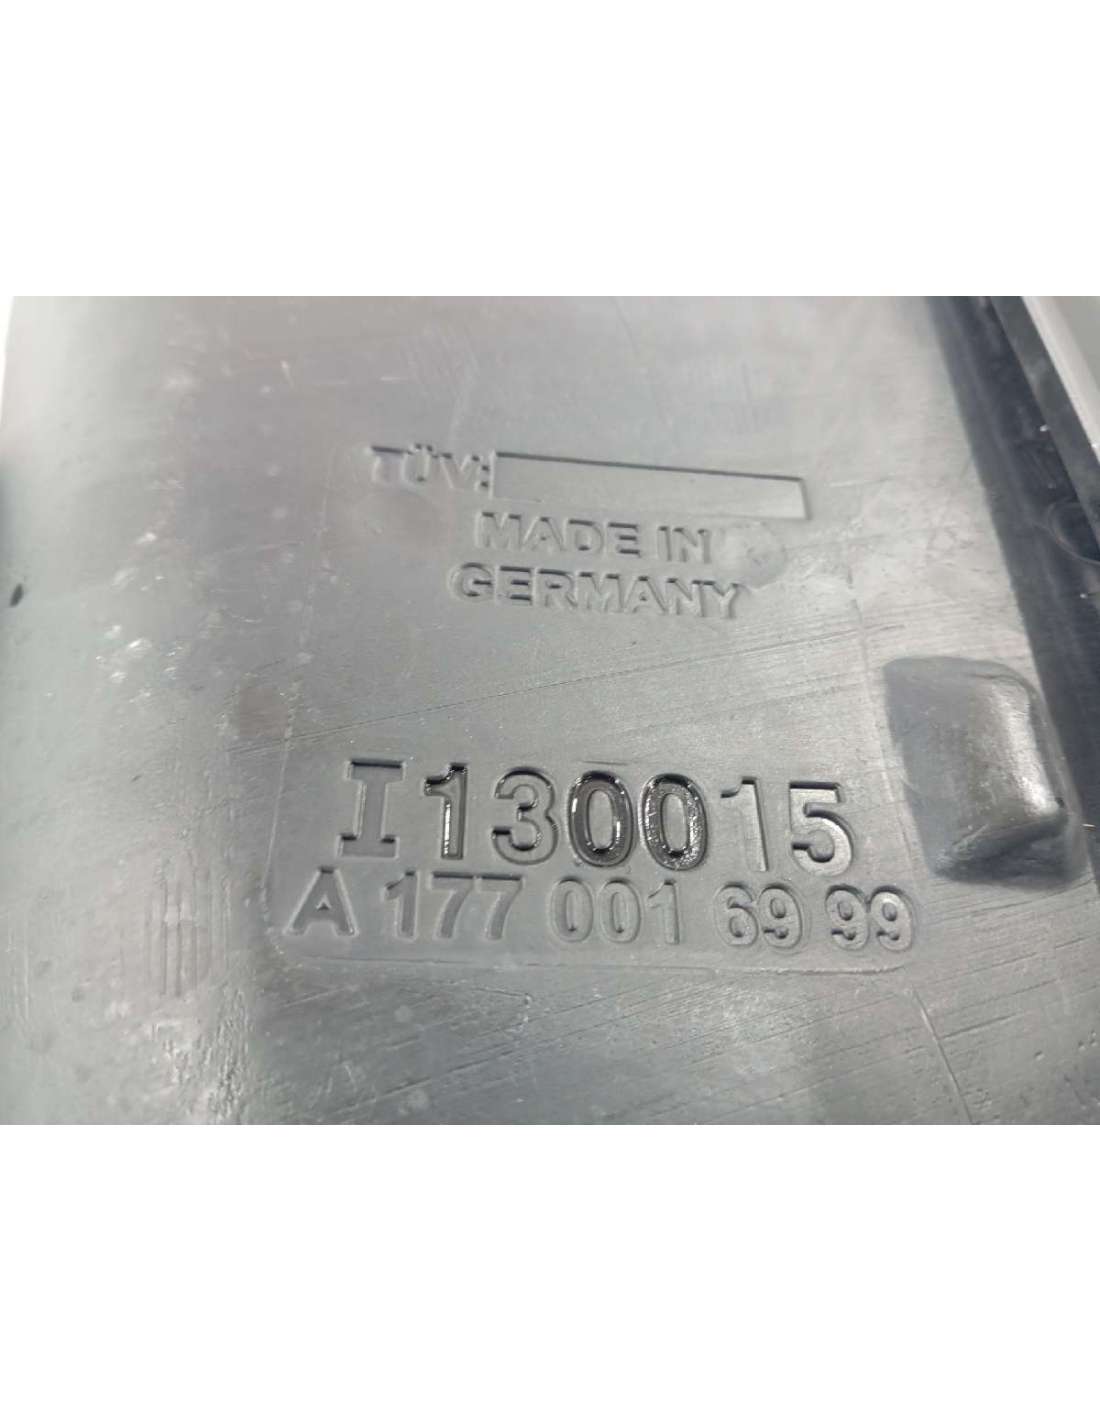 TÜV:
MADE IN
GERMANY
I130015
A 177 001 69 99